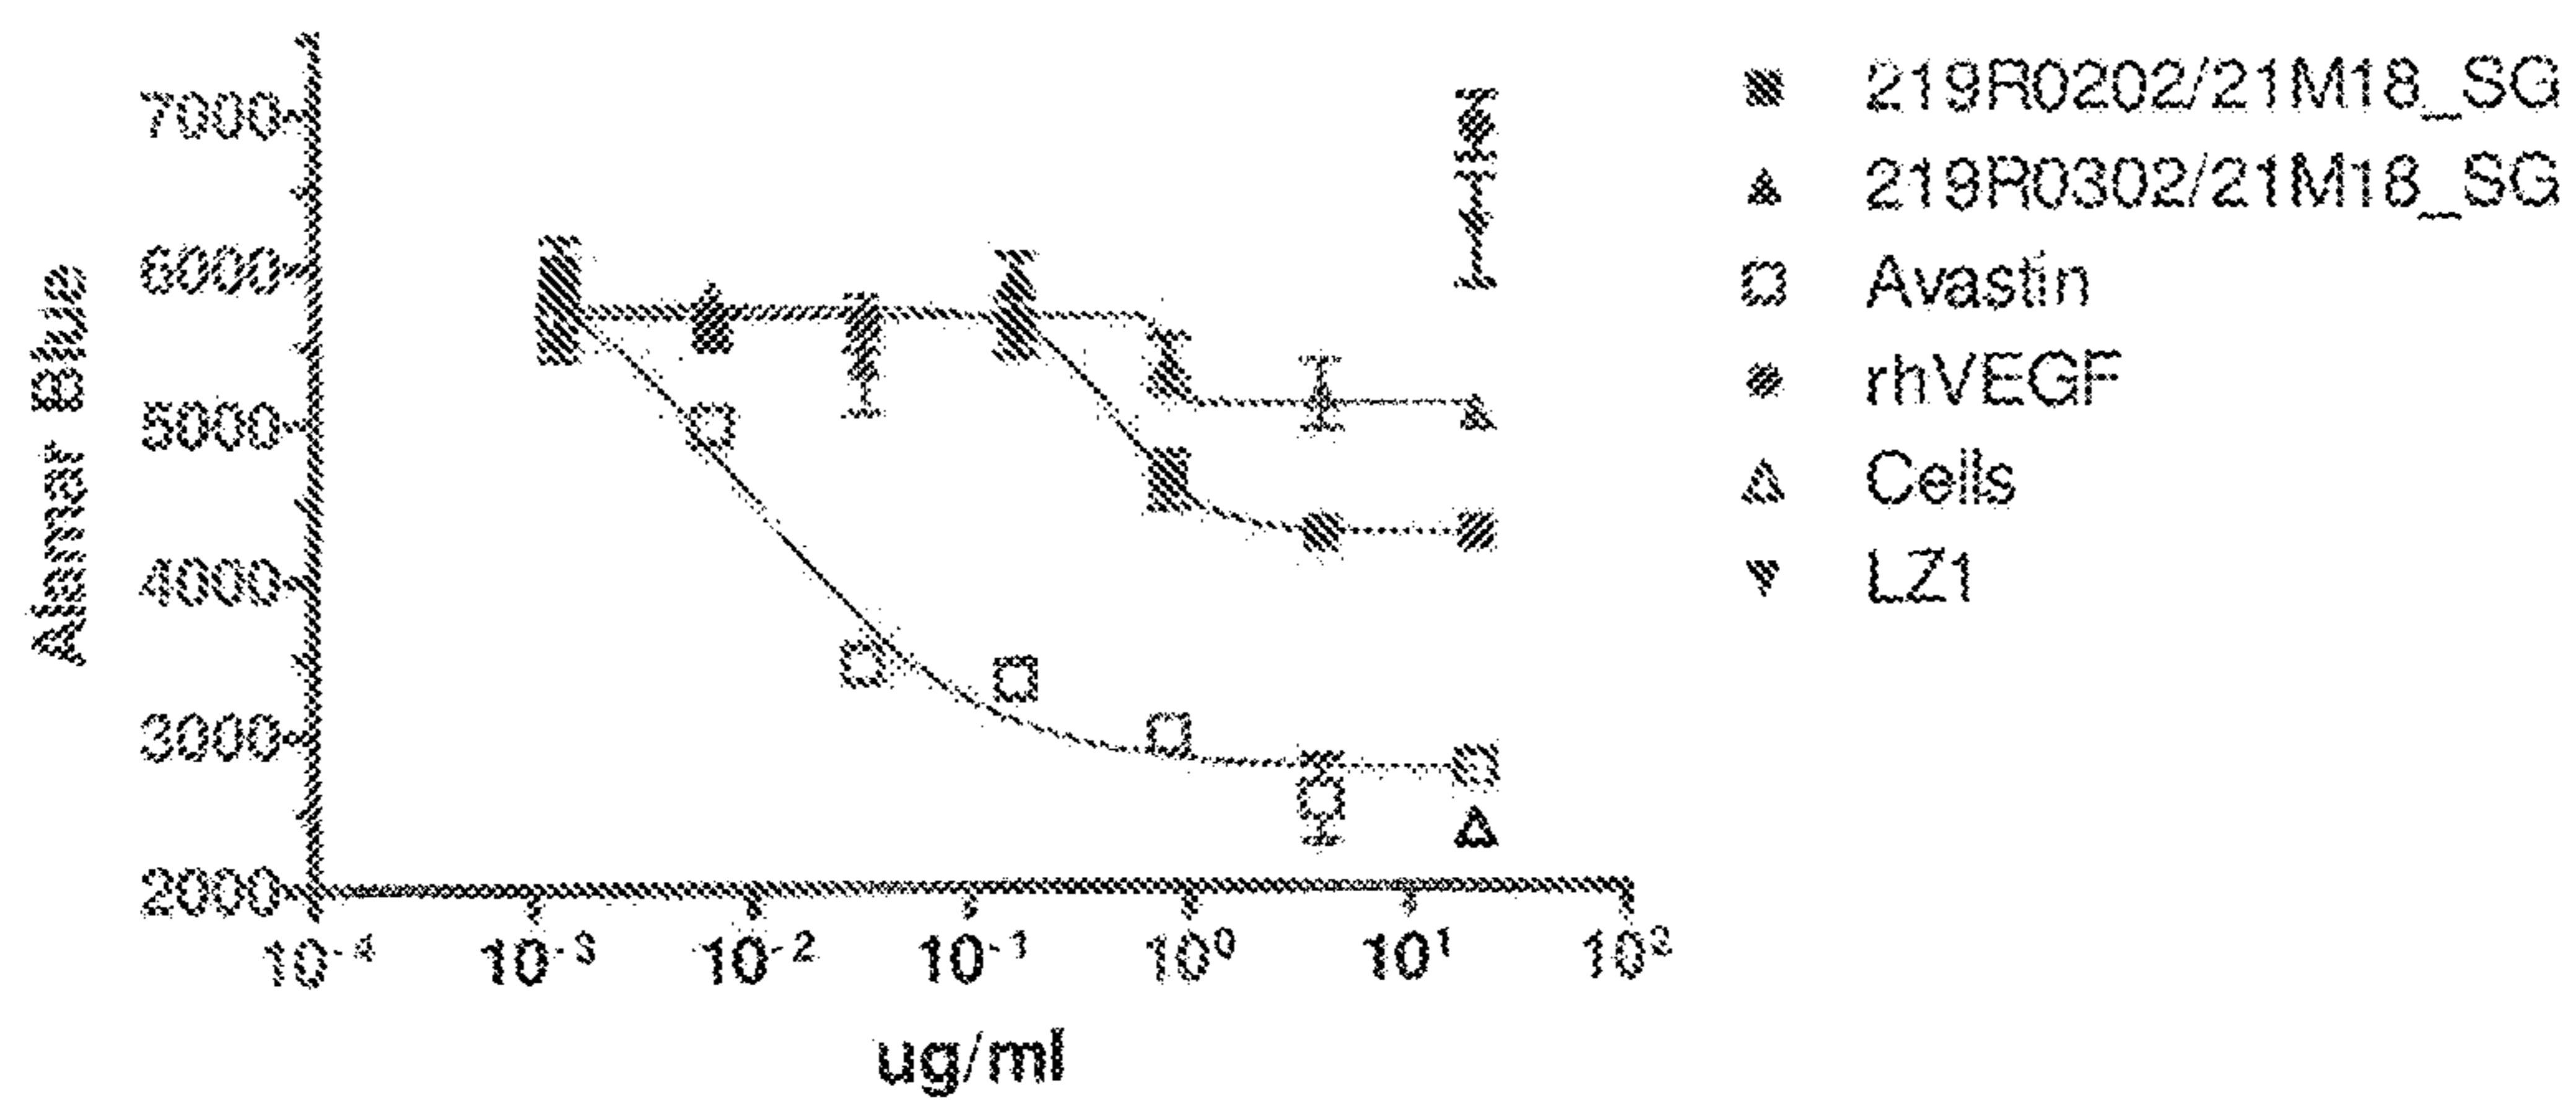 Alamar Blue
7000
6000
5000
4000
3000
2000
10-4
10-3
10-2
10-1
10⁰
10¹
10²
ug/ml
219R0202/21M18_SG
219R0302/21M18_SG
Avastin
rhVEGF
Cells
LZ1